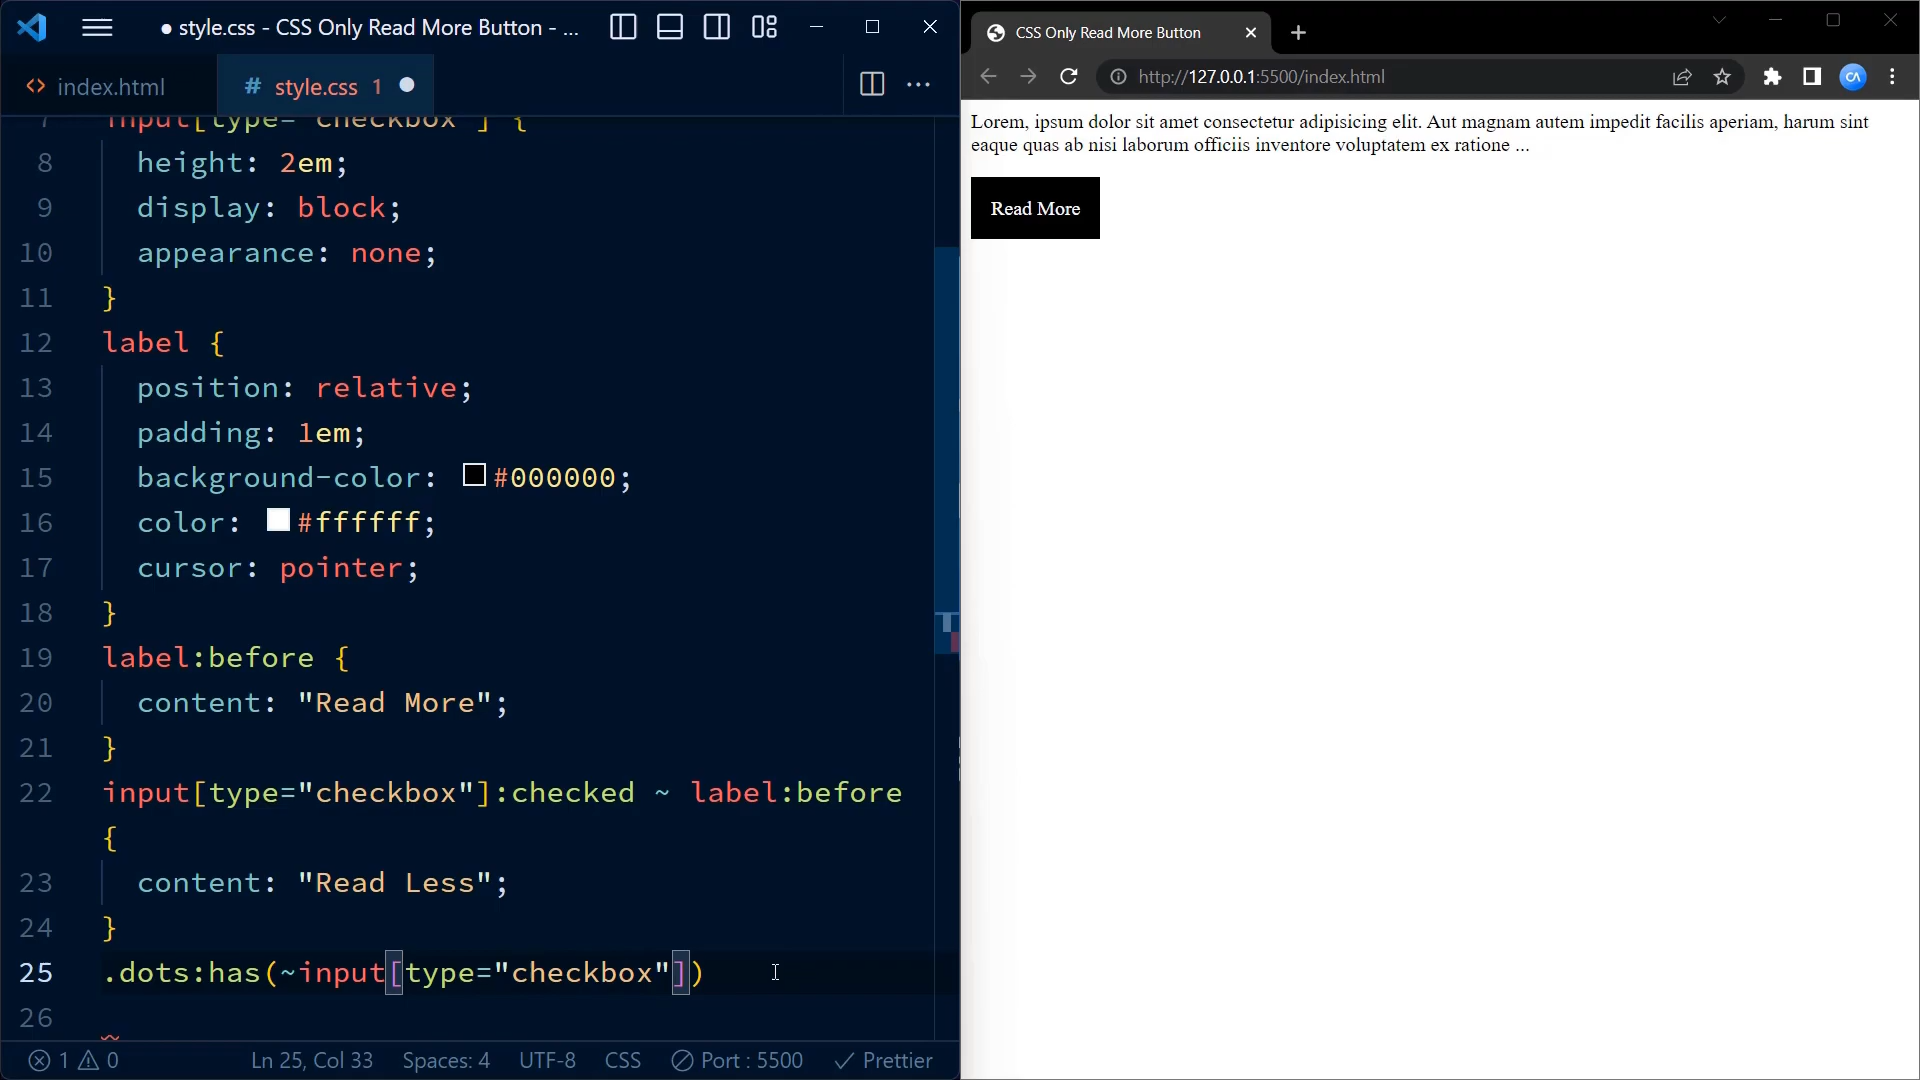 ● style.css - CSS Only Read More Button - ...
index.html
# style.css 1 ●
7 input[type="checkbox"] {
8 height: 2em;
9 display: block;
10 appearance: none;
11 }
12 label {
13 position: relative;
14 padding: 1em;
15 background-color: #000000;
16 color: #ffffff;
17 cursor: pointer;
18 }
19 label:before {
20 content: "Read More";
21 }
22 input[type="checkbox"]:checked ~ label:before
{
23 content: "Read Less";
24 }
25 .dots:has(~input[type="checkbox"])
26
1 0 Ln 25, Col 33 Spaces: 4 UTF-8 CSS Port : 5500 Prettier
CSS Only Read More Button
http://127.0.0.1:5500/index.html
CA
Lorem, ipsum dolor sit amet consectetur adipisicing elit. Aut magnam autem impedit facilis aperiam, harum sint
eaque quas ab nisi laborum officiis inventore voluptatem ex ratione ...
Read More